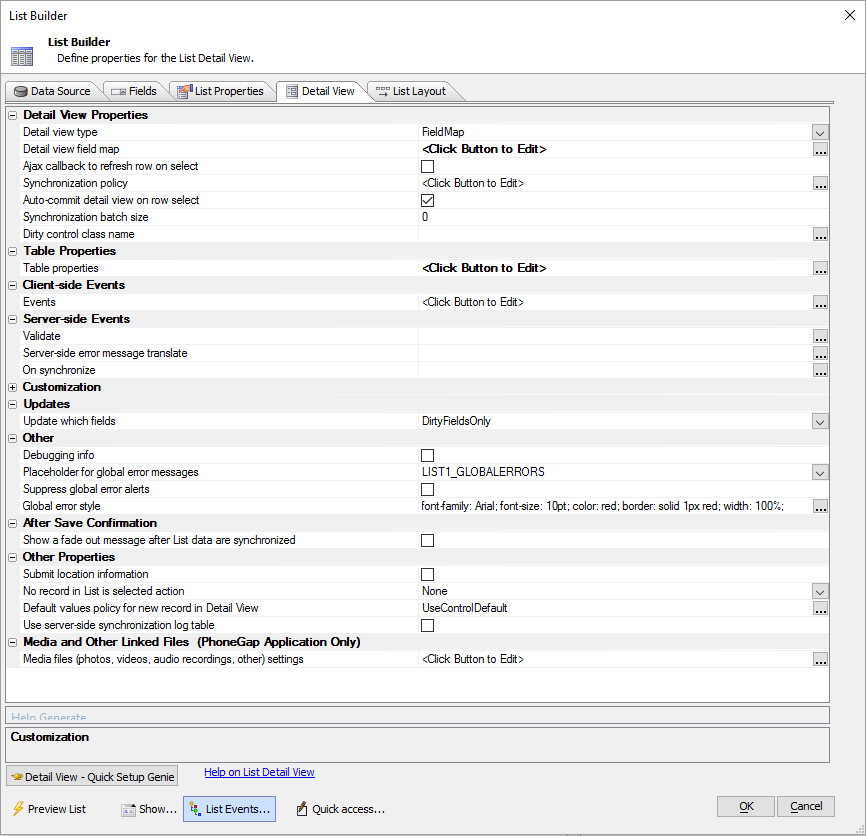 List Builder
List Builder
Define properties for the List Detail View.
Data Source Fields List Properties Detail View List Layout
Detail View Properties
Detail view type FieldMap
Detail view field map <Click Button to Edit>
Ajax callback to refresh row on select
Synchronization policy <Click Button to Edit>
Auto-commit detail view on row select
Synchronization batch size 0
Dirty control class name
Table Properties
Table properties <Click Button to Edit>
Client-side Events
Events <Click Button to Edit>
Server-side Events
Validate
Server-side error message translate
On synchronize
Customization
Updates
Update which fields DirtyFieldsOnly
Other
Debugging info
Placeholder for global error messages LIST1_GLOBALERRORS
Suppress global error alerts
Global error style font-family: Arial; font-size: 10pt; color: red; border: solid 1px red; width: 100%;
After Save Confirmation
Show a fade out message after List data are synchronized
Other Properties
Submit location information
No record in List is selected action None
Default values policy for new record in Detail View UseControlDefault
Use server-side synchronization log table
Media and Other Linked Files (PhoneGap Application Only)
Media files (photos, videos, audio recordings, other) settings <Click Button to Edit>
Help Generate
Customization
Detail View - Quick Setup Genie Help on List Detail View
Preview List Show... List Events... Quick access... OK Cancel